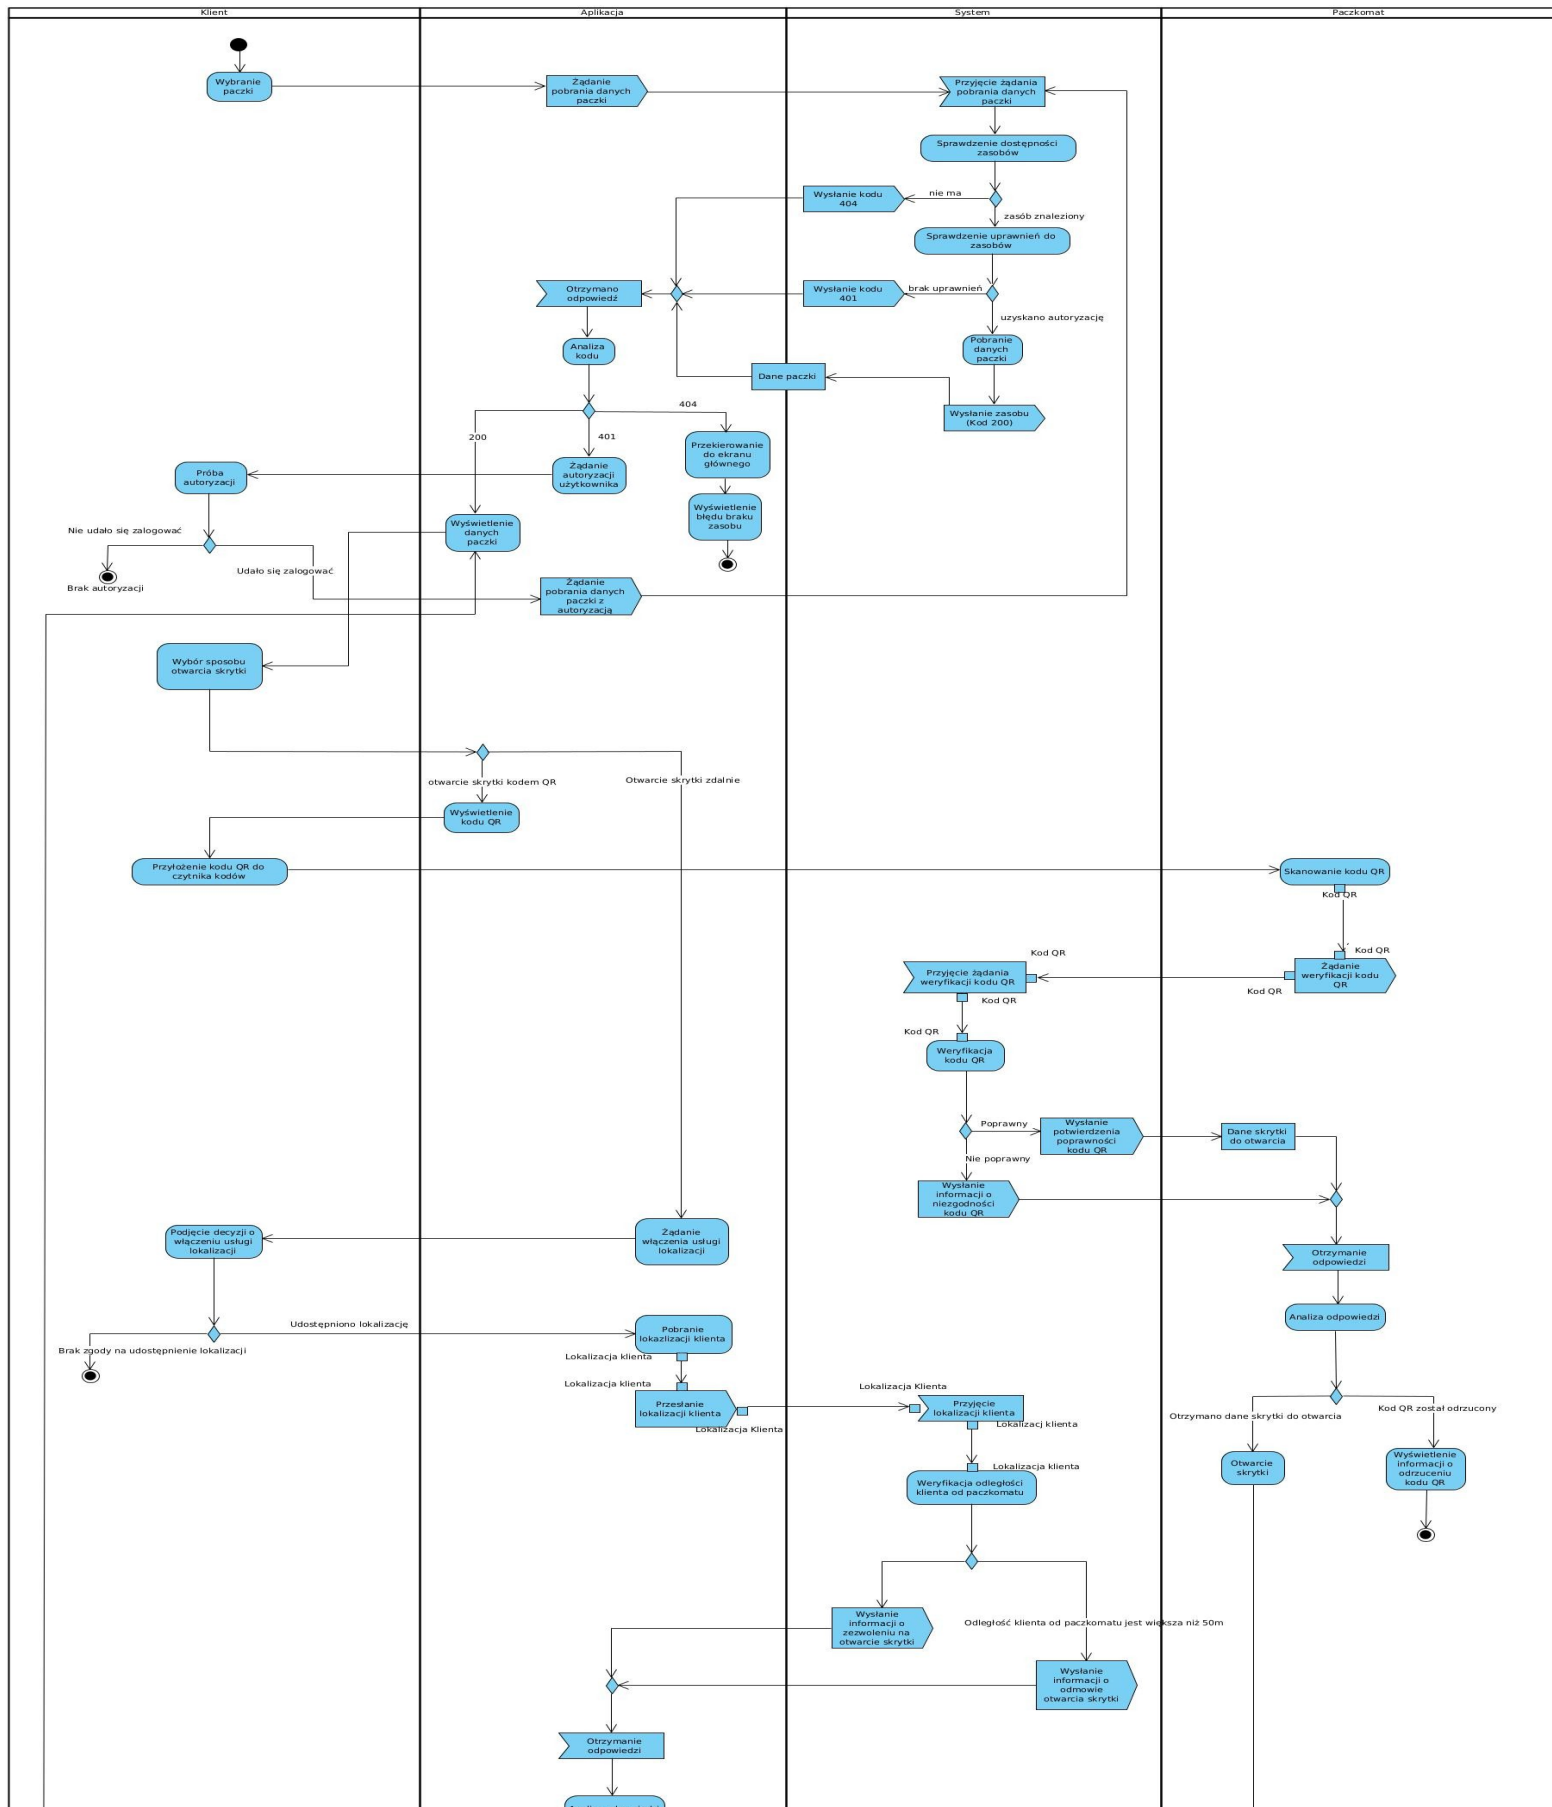 Klient
Aplikacja
System
Paczkomat
Wybranie
paczki
Żądanie
pobrania danych
paczki
Przyjęcie żądania
pobrania danych
paczki
Sprawdzenie dostępności
zasobów
nie ma
Wysłanie kodu
404
zasób znaleziony
Sprawdzenie uprawnień do
zasobów
brak uprawnień
Wysłanie kodu
401
Otrzymano
odpowiedź
uzyskano autoryzację
Analiza
kodu
Pobranie
danych
paczki
Dane paczki
Wysłanie zasobu
(Kod 200)
200
401
404
Przekierowanie
do ekranu
głównego
Żądanie
autoryzacji
użytkownika
Próba
autoryzacji
Wyświetlenie
błędu braku
zasobu
Wyświetlenie
danych
paczki
Nie udało się zalogować
Udało się zalogować
Brak autoryzacji
Żądanie
pobrania danych
paczki z
autoryzacją
Wybór sposobu
otwarcia skrytki
otwarcie skrytki kodem QR
Otwarcie skrytki zdalnie
Wyświetlenie
kodu QR
Przyłożenie kodu QR do
czytnika kodów
Skanowanie kodu QR
Kod QR
Kod QR
Żądanie
weryfikacji kodu
QR
Kod QR
Kod QR
Przyjęcie żądania
weryfikacji kodu QR
Kod QR
Kod QR
Weryfikacja
kodu QR
Poprawny
Wysłanie
potwierdzenia
poprawności
kodu QR
Dane skrytki
do otwarcia
Nie poprawny
Wysłanie
informacji o
niezgodności
kodu QR
Podjęcie decyzji o
włączeniu usługi
lokalizacji
Żądanie
włączenia usługi
lokalizacji
Otrzymanie
odpowiedzi
Analiza odpowiedzi
Udostępniono lokalizację
Brak zgody na udostępnienie lokalizacji
Pobranie
lokazlizacji klienta
Lokalizacja klienta
Lokalizacja klienta
Przesłanie
lokalizacji klienta
Lokalizacja Klienta
Lokalizacja Klienta
Przyjęcie
lokalizacji klienta
Lokalizacj klienta
Lokalizacja klienta
Weryfikacja odległości
klienta od paczkomatu
Otrzymano dane skrytki do otwarcia
Kod QR został odrzucony
Otwarcie
skrytki
Wyświetlenie
informacji o
odrzuceniu
kodu QR
Wysłanie
informacji o
zezwoleniu na
otwarcie skrytki
Odległość klienta od paczkomatu jest większa niż 50m
Wysłanie
informacji o
odmowie
otwarcia skrytki
Otrzymanie
odpowiedzi